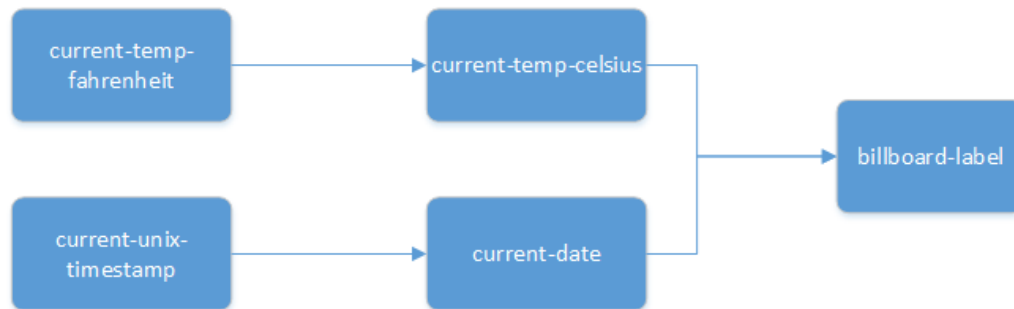 current-temp-
fahrenheit
current-temp-celsius
billboard-label
current-unix-
timestamp
current-date